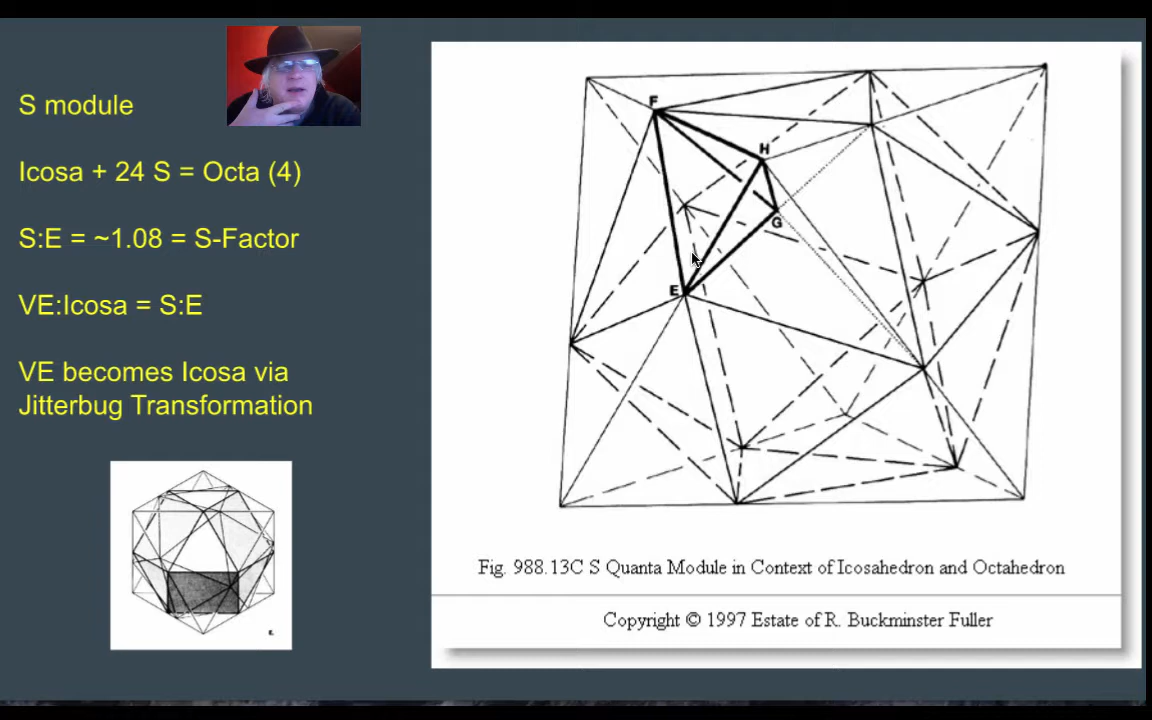 S module
Icosa + 24 S = Octa (4)
S:E = ~1.08 = S-Factor
VE:Icosa = S:E
VE becomes Icosa via
Jitterbug Transformation
F
H
G
E
Fig. 988.13C S Quanta Module in Context of Icosahedron and Octahedron
Copyright © 1997 Estate of R. Buckminster Fuller